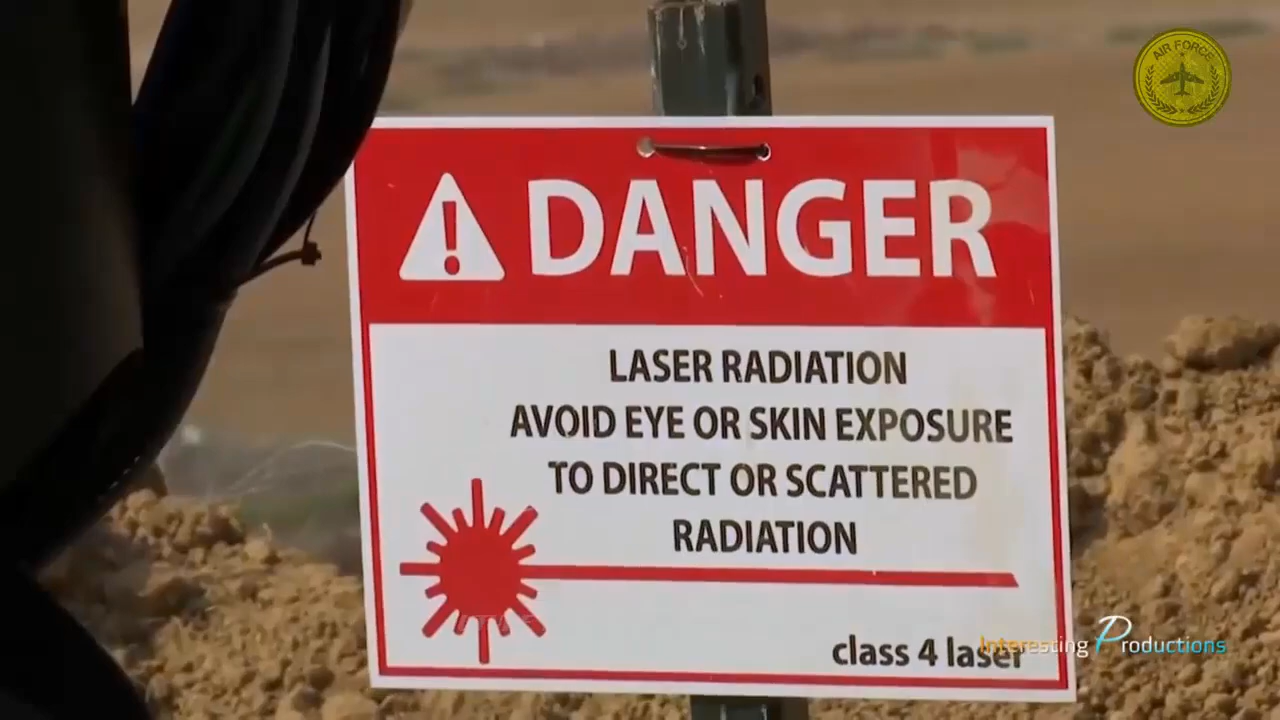 AIR FORCE
DANGER
LASER RADIATION
AVOID EYE OR SKIN EXPOSURE
TO DIRECT OR SCATTERED
RADIATION
class 4 laser
Interesting Productions